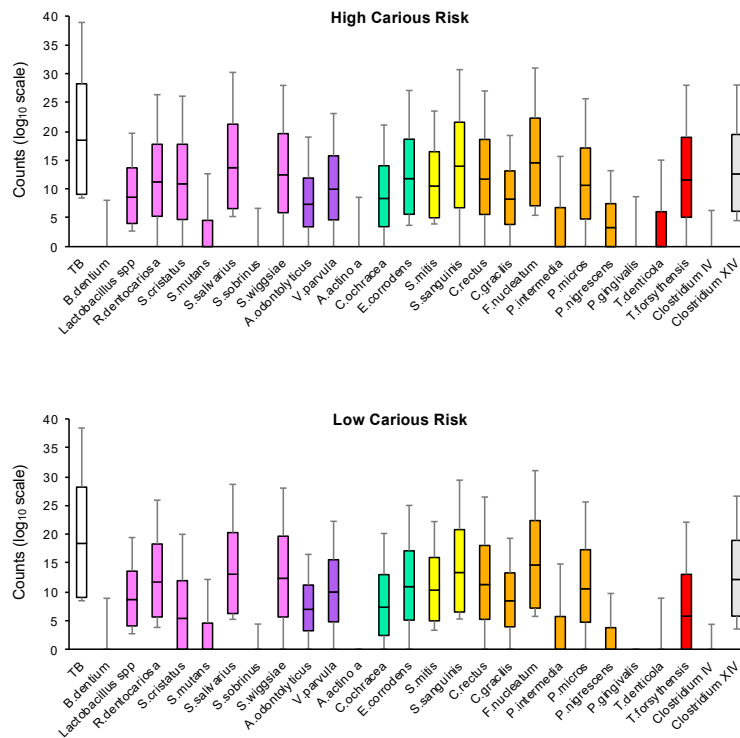 High Carious Risk
40
35
30
25
20
15
10
5
0
Counts (log10 scale)
TB
B.dentium
Lactobacillus spp
R.dentocariosa
S.cristatus
S.mutans
S.salivarius
S.sobrinus
S.wiggsiae
A.odontolyticus
V.parvula
A.actino a
C.ochracea
E.corrodens
S.mitis
S.sanguinis
C.rectus
C.gracilis
F.nucleatum
P.intermedia
P.micros
P.nigrescens
P.gingivalis
T.denticola
T.forsythensis
Clostridium IV
Clostridium XIV
Low Carious Risk
40
35
30
25
20
15
10
5
0
Counts (log10 scale)
TB
B.dentium
Lactobacillus spp
R.dentocariosa
S.cristatus
S.mutans
S.salivarius
S.sobrinus
S.wiggsiae
A.odontolyticus
V.parvula
A.actino a
C.ochracea
E.corrodens
S.mitis
S.sanguinis
C.rectus
C.gracilis
F.nucleatum
P.intermedia
P.micros
P.nigrescens
P.gingivalis
T.denticola
T.forsythensis
Clostridium IV
Clostridium XIV